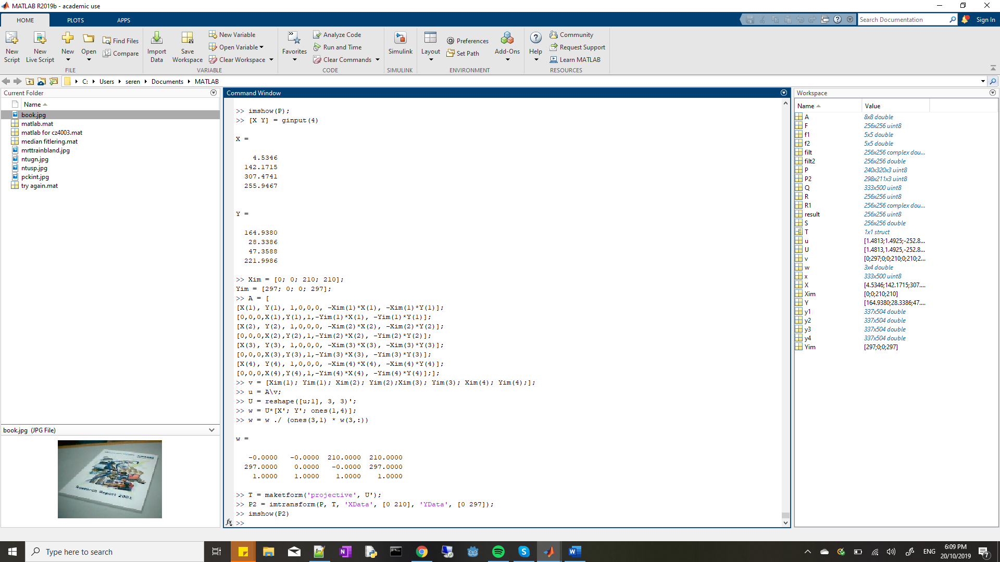 MATLAB R2019b - academic use
HOME PLOTS APPS
Search Documentation
Sign In
New Script
New Live Script
New
Open
Find Files
Compare
Import Data
Save Workspace
New Variable
Open Variable
Clear Workspace
Favorites
Analyze Code
Run and Time
Clear Commands
Simulink
Layout
Preferences
Set Path
Add-Ons
Help
Community
Request Support
Learn MATLAB
FILE VARIABLE CODE SIMULINK ENVIRONMENT RESOURCES
C: Users seren Documents MATLAB
Current Folder
Name
book.jpg
matlab.mat
matlab for cz4003.mat
median fitlering.mat
mrttrainbland.jpg
ntugn.jpg
ntusp.jpg
pckint.jpg
try again.mat
book.jpg (JPG File)
Research Report 2001
Command Window
>> imshow(P);
>> [X Y] = ginput(4)
X =
4.5346
142.1715
307.4741
255.9467
Y =
164.9380
28.3386
47.3588
221.9986
>> Xim = [0; 0; 210; 210];
Yim = [297; 0; 0; 297];
>> A = [
[X(1), Y(1), 1,0,0,0, -Xim(1)*X(1), -Xim(1)*Y(1)];
[0,0,0,X(1),Y(1),1,-Yim(1)*X(1), -Yim(1)*Y(1)];
[X(2), Y(2), 1,0,0,0, -Xim(2)*X(2), -Xim(2)*Y(2)];
[0,0,0,X(2),Y(2),1,-Yim(2)*X(2), -Yim(2)*Y(2)];
[X(3), Y(3), 1,0,0,0, -Xim(3)*X(3), -Xim(3)*Y(3)];
[0,0,0,X(3),Y(3),1,-Yim(3)*X(3), -Yim(3)*Y(3)];
[X(4), Y(4), 1,0,0,0, -Xim(4)*X(4), -Xim(4)*Y(4)];
[0,0,0,X(4),Y(4),1,-Yim(4)*X(4), -Yim(4)*Y(4)];];
>> v = [Xim(1); Yim(1); Xim(2); Yim(2);Xim(3); Yim(3); Xim(4); Yim(4);];
>> u = A\v;
>> U = reshape([u;1], 3, 3)';
>> w = U*[X'; Y'; ones(1,4)];
>> w = w ./ (ones(3,1) * w(3,:))
w =
-0.0000 -0.0000 210.0000 210.0000
297.0000 0.0000 -0.0000 297.0000
1.0000 1.0000 1.0000 1.0000
>> T = maketform('projective', U');
>> P2 = imtransform(P, T, 'XData', [0 210], 'YData', [0 297]);
>> imshow(P2)
fx >>
Workspace
Name Value
A 8x8 double
F 256x256 uint8
f1 5x5 double
f2 5x5 double
filt 256x256 complex dou...
filt2 256x256 double
P 240x320x3 uint8
P2 298x211x3 uint8
Q 333x500 uint8
R 256x256 uint8
R1 256x256 complex dou...
result 256x256 uint8
S 256x256 double
T 1x1 struct
u [1.4813;1.4925;-252.8...
U [1.4813,1.4925,-252.8...
v [0;297;0;0;210;0;210;2...
w 3x4 double
x 333x500 uint8
X [4.5346;142.1715;307....
Xim [0;0;210;210]
Y [164.9380;28.3386;47....
y1 337x504 double
y2 337x504 double
y3 337x504 double
y4 337x504 double
Yim [297;0;0;297]
Type here to search
ENG
6:09 PM
20/10/2019
7